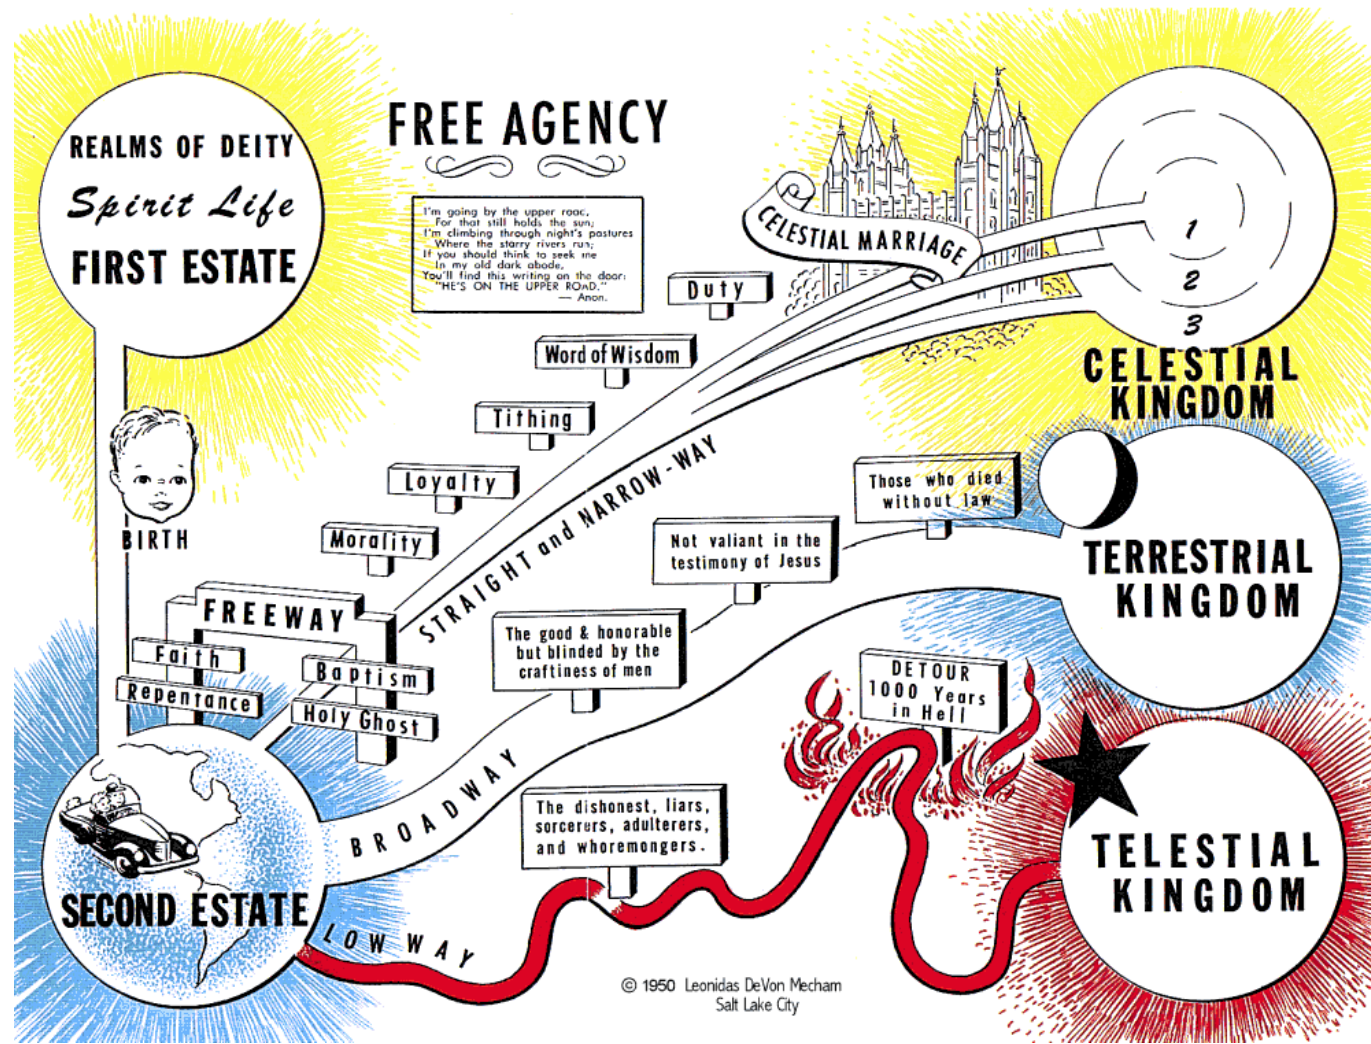 REALMS OF DEITY
Spirit Life
FIRST ESTATE
BIRTH
FREE AGENCY
I'm going by the upper road,
For that still holds the sun;
I'm climbing through night's pastures
Where the starry rivers run;
If you should think to seek me
In my old dark abode,
You'll find this writing on the door:
"HE'S ON THE UPPER ROAD."
— Anon.
Duty
Word of Wisdom
Tithing
Loyalty
Morality
FREEWAY
Faith
Repentance
Baptism
Holy Ghost
STRAIGHT and NARROW-WAY
CELESTIAL MARRIAGE
1
2
3
CELESTIAL
KINGDOM
Those who died
without law
Not valiant in the
testimony of Jesus
The good & honorable
but blinded by the
craftiness of men
BROADWAY
TERRESTRIAL
KINGDOM
DETOUR
1000 Years
in Hell
The dishonest, liars,
sorcerers, adulterers,
and whoremongers.
SECOND ESTATE
LOW WAY
TELESTIAL
KINGDOM
© 1950 Leonidas DeVon Mecham
Salt Lake City